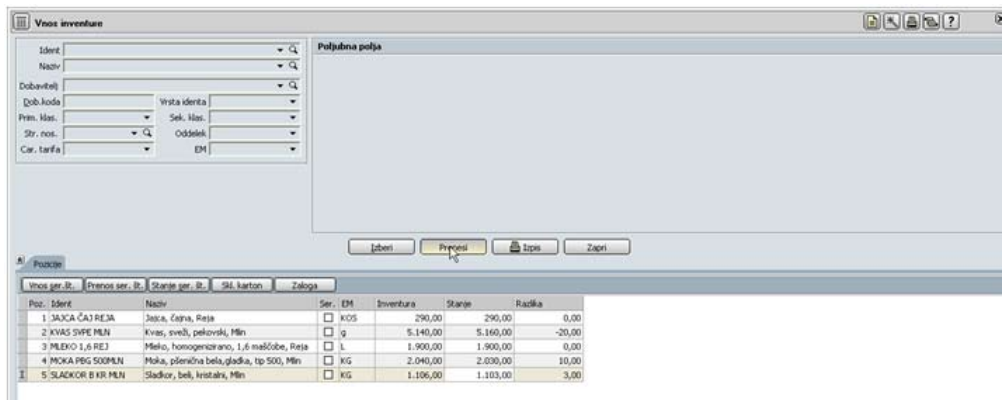 Vnos inventure
Ident
Naziv
Dobavitelj
Dob.koda Vrsta identa
Prim. klas. Sek. klas.
Str. nos. Oddelek
Car. tarifa EM
Poljubna polja
Izberi Prenesi Izpis Zapri
Pozicije
Vnos ser.št. Prenos ser. št. Stanje ser. št. Skl. karton Zaloga
Poz. Ident Naziv Ser. EM Inventura Stanje Razlika
1 JAJCA ČAJ REJA Jajca, čajna, Reja KOS 290,00 290,00 0,00
2 KVAS SVPE MLN Kvas, sveži, pekovski, Mlin g 5.140,00 5.160,00 -20,00
3 MLEKO 1,6 REJ Mleko, homogenizirano, 1,6 maščobe, Reja L 1.900,00 1.900,00 0,00
4 MOKA PBG 500MLN Moka, pšenična bela,gladka, tip 500, Mlin KG 2.040,00 2.030,00 10,00
5 SLADKOR B KR MLN Sladkor, beli, kristalni, Mlin KG 1.106,00 1.103,00 3,00